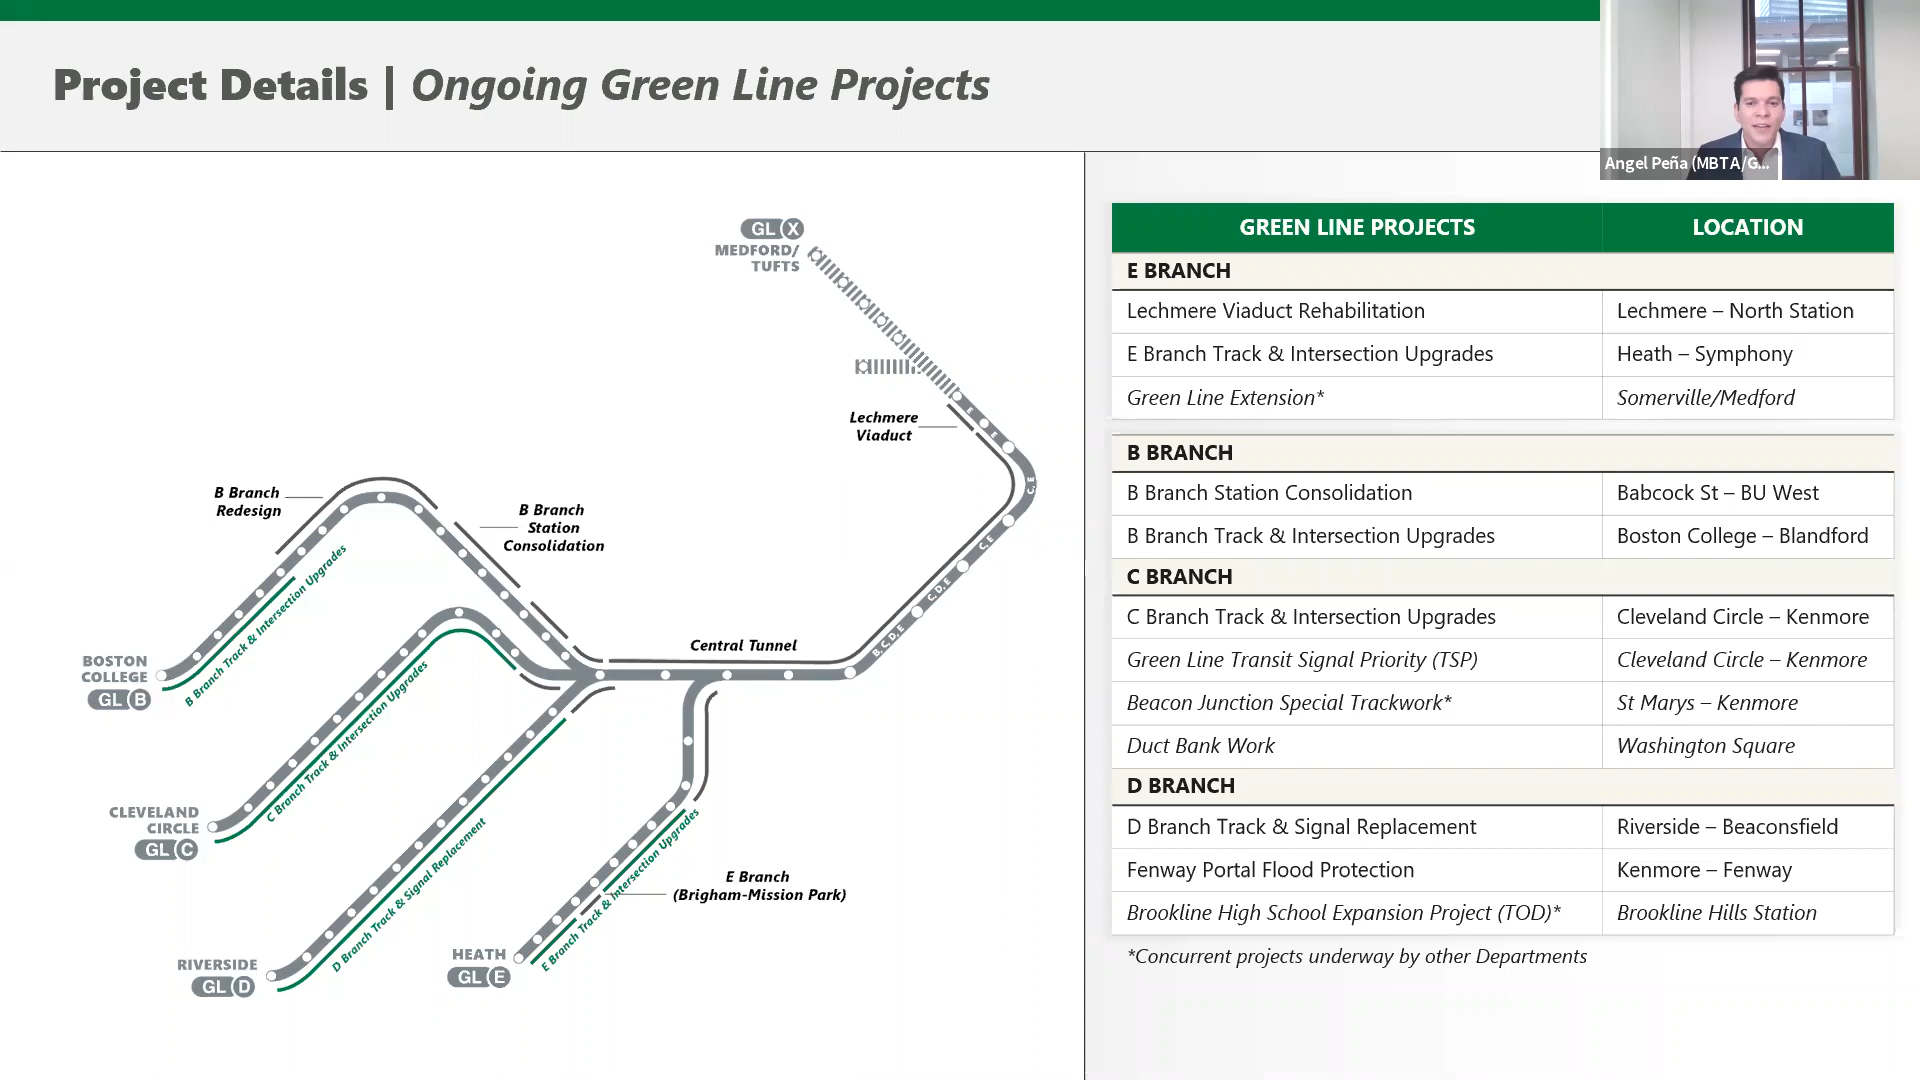 Project Details | Ongoing Green Line Projects
Angel Peña (MBTA/G...
GL X
MEDFORD/
TUFTS
Lechmere
Viaduct
E
E
C, E
C, E
C, D, E
B, C, D, E
B Branch
Redesign
B Branch
Station
Consolidation
B Branch Track & Intersection Upgrades
BOSTON
COLLEGE
GL B
Central Tunnel
C Branch Track & Intersection Upgrades
CLEVELAND
CIRCLE
GL C
D Branch Track & Signal Replacement
RIVERSIDE
GL D
E Branch Track & Intersection Upgrades
E Branch
(Brigham-Mission Park)
HEATH
GL E
GREEN LINE PROJECTS LOCATION
E BRANCH
Lechmere Viaduct Rehabilitation Lechmere – North Station
E Branch Track & Intersection Upgrades Heath – Symphony
Green Line Extension* Somerville/Medford
B BRANCH
B Branch Station Consolidation Babcock St – BU West
B Branch Track & Intersection Upgrades Boston College – Blandford
C BRANCH
C Branch Track & Intersection Upgrades Cleveland Circle – Kenmore
Green Line Transit Signal Priority (TSP) Cleveland Circle – Kenmore
Beacon Junction Special Trackwork* St Marys – Kenmore
Duct Bank Work Washington Square
D BRANCH
D Branch Track & Signal Replacement Riverside – Beaconsfield
Fenway Portal Flood Protection Kenmore – Fenway
Brookline High School Expansion Project (TOD)* Brookline Hills Station
*Concurrent projects underway by other Departments